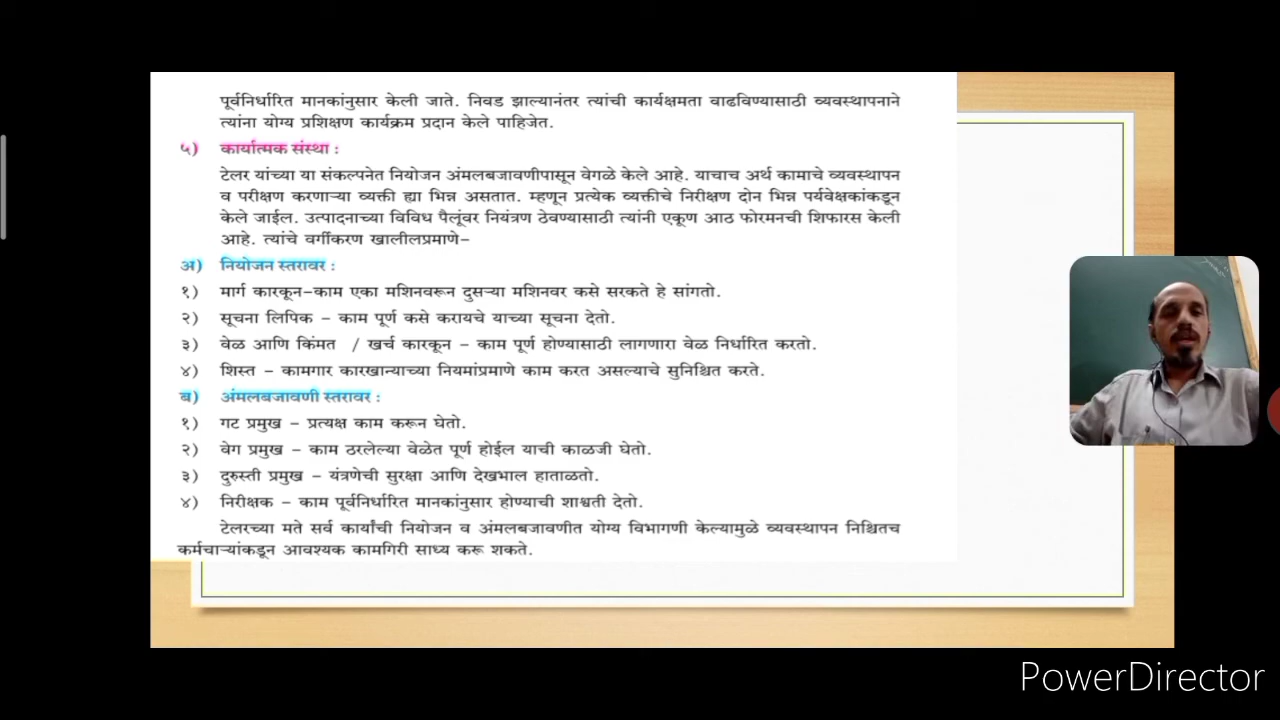 पूर्वनिर्धारित मानकांनुसार केली जाते. निवड झाल्यानंतर त्यांची कार्यक्षमता वाढविण्यासाठी व्यवस्थापनाने
त्यांना योग्य प्रशिक्षण कार्यक्रम प्रदान केले पाहिजेत.
५) कार्यात्मक संस्था :
टेलर यांच्या या संकल्पनेत नियोजन अंमलबजावणीपासून वेगळे केले आहे. याचाच अर्थ कामाचे व्यवस्थापन
व परीक्षण करणाऱ्या व्यक्ती ह्या भिन्न असतात. म्हणून प्रत्येक व्यक्तीचे निरीक्षण दोन भिन्न पर्यवेक्षकांकडून
केले जाईल. उत्पादनाच्या विविध पैलूंवर नियंत्रण ठेवण्यासाठी त्यांनी एकूण आठ फोरमनची शिफारस केली
आहे. त्यांचे वर्गीकरण खालीलप्रमाणे–
अ) नियोजन स्तरावर :
१) मार्ग कारकून–काम एका मशिनवरून दुसऱ्या मशिनवर कसे सरकते हे सांगतो.
२) सूचना लिपिक – काम पूर्ण कसे करायचे याच्या सूचना देतो.
३) वेळ आणि किंमत / खर्च कारकून – काम पूर्ण होण्यासाठी लागणारा वेळ निर्धारित करतो.
४) शिस्त – कामगार कारखान्याच्या नियमांप्रमाणे काम करत असल्याचे सुनिश्चित करते.
ब) अंमलबजावणी स्तरावर :
१) गट प्रमुख – प्रत्यक्ष काम करून घेतो.
२) वेग प्रमुख – काम ठरलेल्या वेळेत पूर्ण होईल याची काळजी घेतो.
३) दुरुस्ती प्रमुख – यंत्रणेची सुरक्षा आणि देखभाल हाताळतो.
४) निरीक्षक – काम पूर्वनिर्धारित मानकांनुसार होण्याची शाश्वती देतो.
टेलरच्या मते सर्व कार्यांची नियोजन व अंमलबजावणीत योग्य विभागणी केल्यामुळे व्यवस्थापन निश्चितच
कर्मचाऱ्यांकडून आवश्यक कामगिरी साध्य करू शकते.
PowerDirector